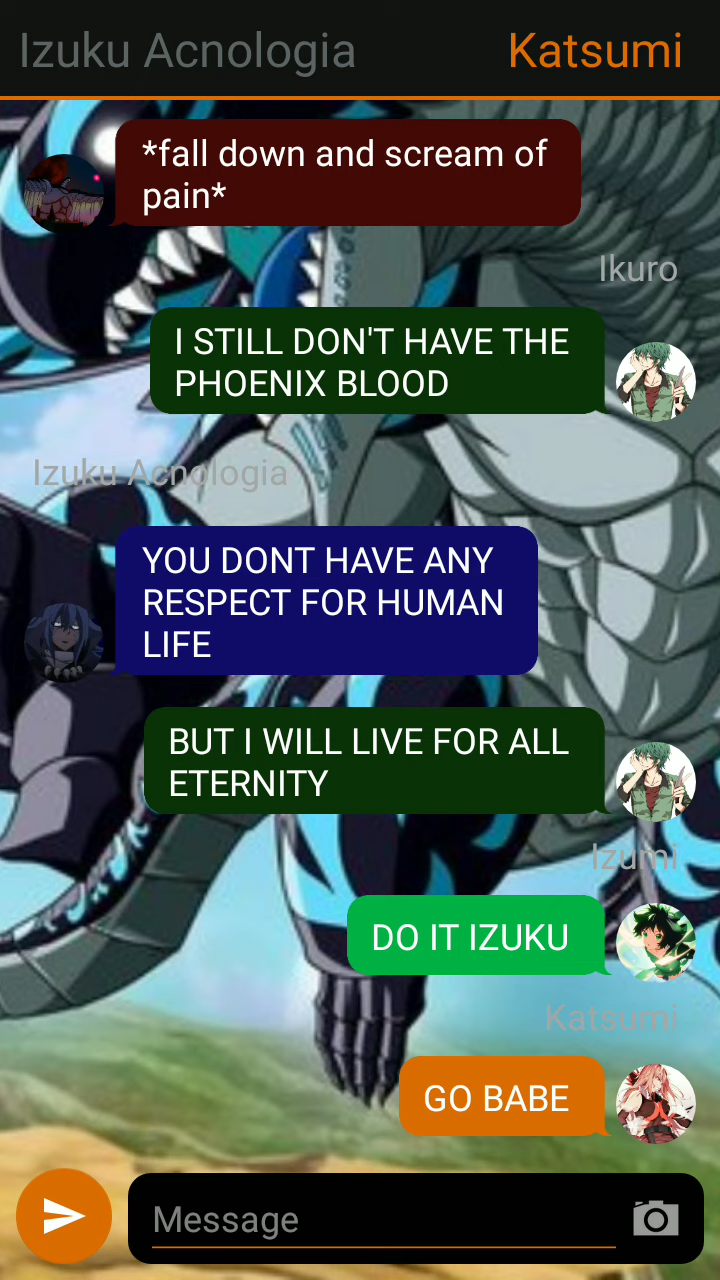 Izuku Acnologia Katsumi
*fall down and scream of
pain*
Ikuro
I STILL DON'T HAVE THE
PHOENIX BLOOD
Izuku Acnologia
YOU DONT HAVE ANY
RESPECT FOR HUMAN
LIFE
BUT I WILL LIVE FOR ALL
ETERNITY
Izumi
DO IT IZUKU
Katsumi
GO BABE
Message